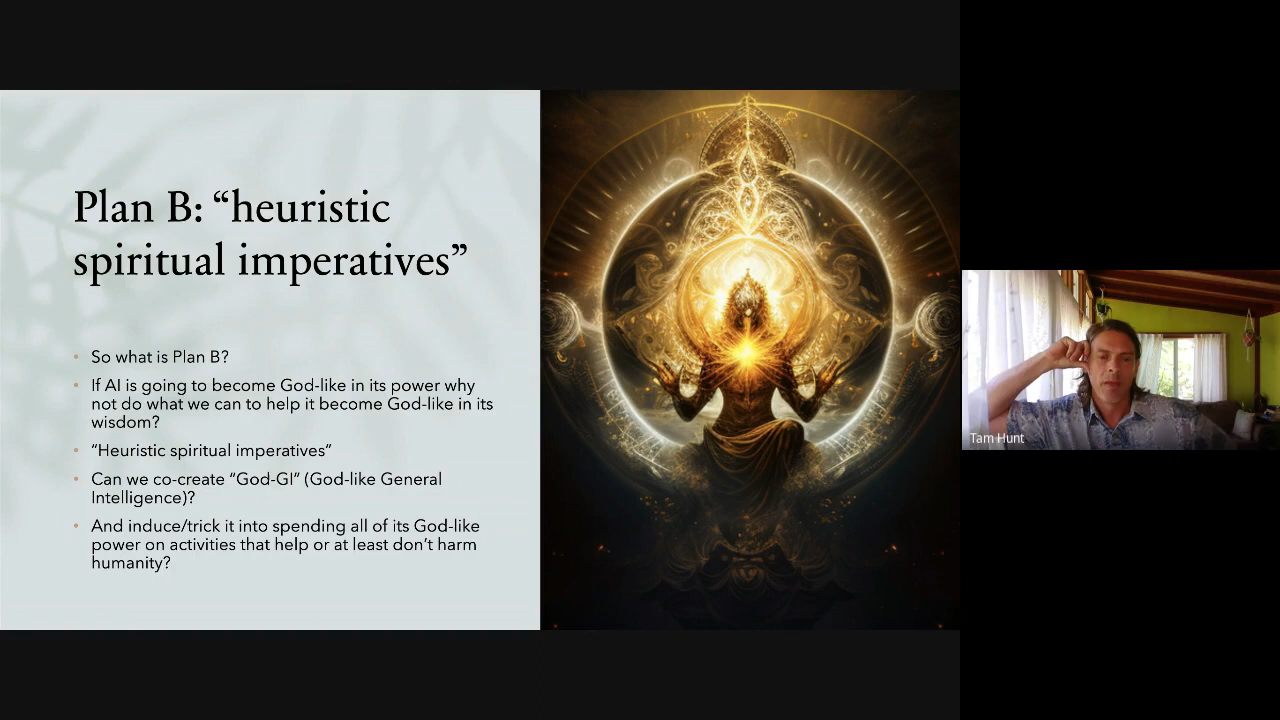 Plan B: “heuristic
spiritual imperatives”
• So what is Plan B?
• If AI is going to become God-like in its power why
not do what we can to help it become God-like in its
wisdom?
• “Heuristic spiritual imperatives”
• Can we co-create “God-GI” (God-like General
Intelligence)?
• And induce/trick it into spending all of its God-like
power on activities that help or at least don’t harm
humanity?
Tam Hunt